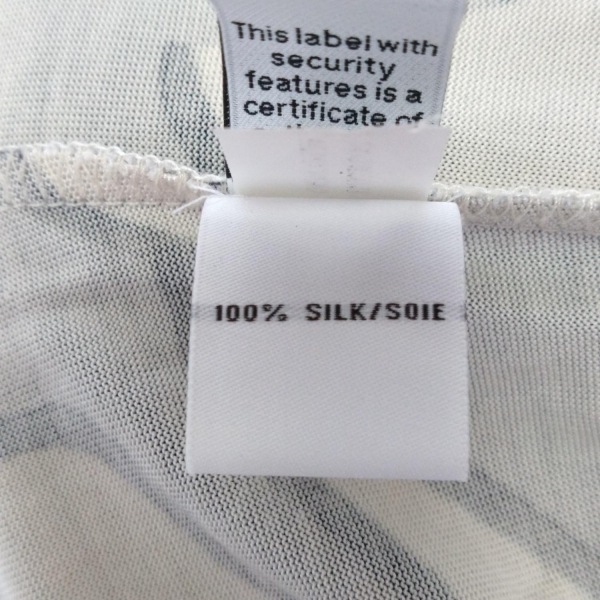 This label with
security
features is a
certificate of
100% SILK/SOIE